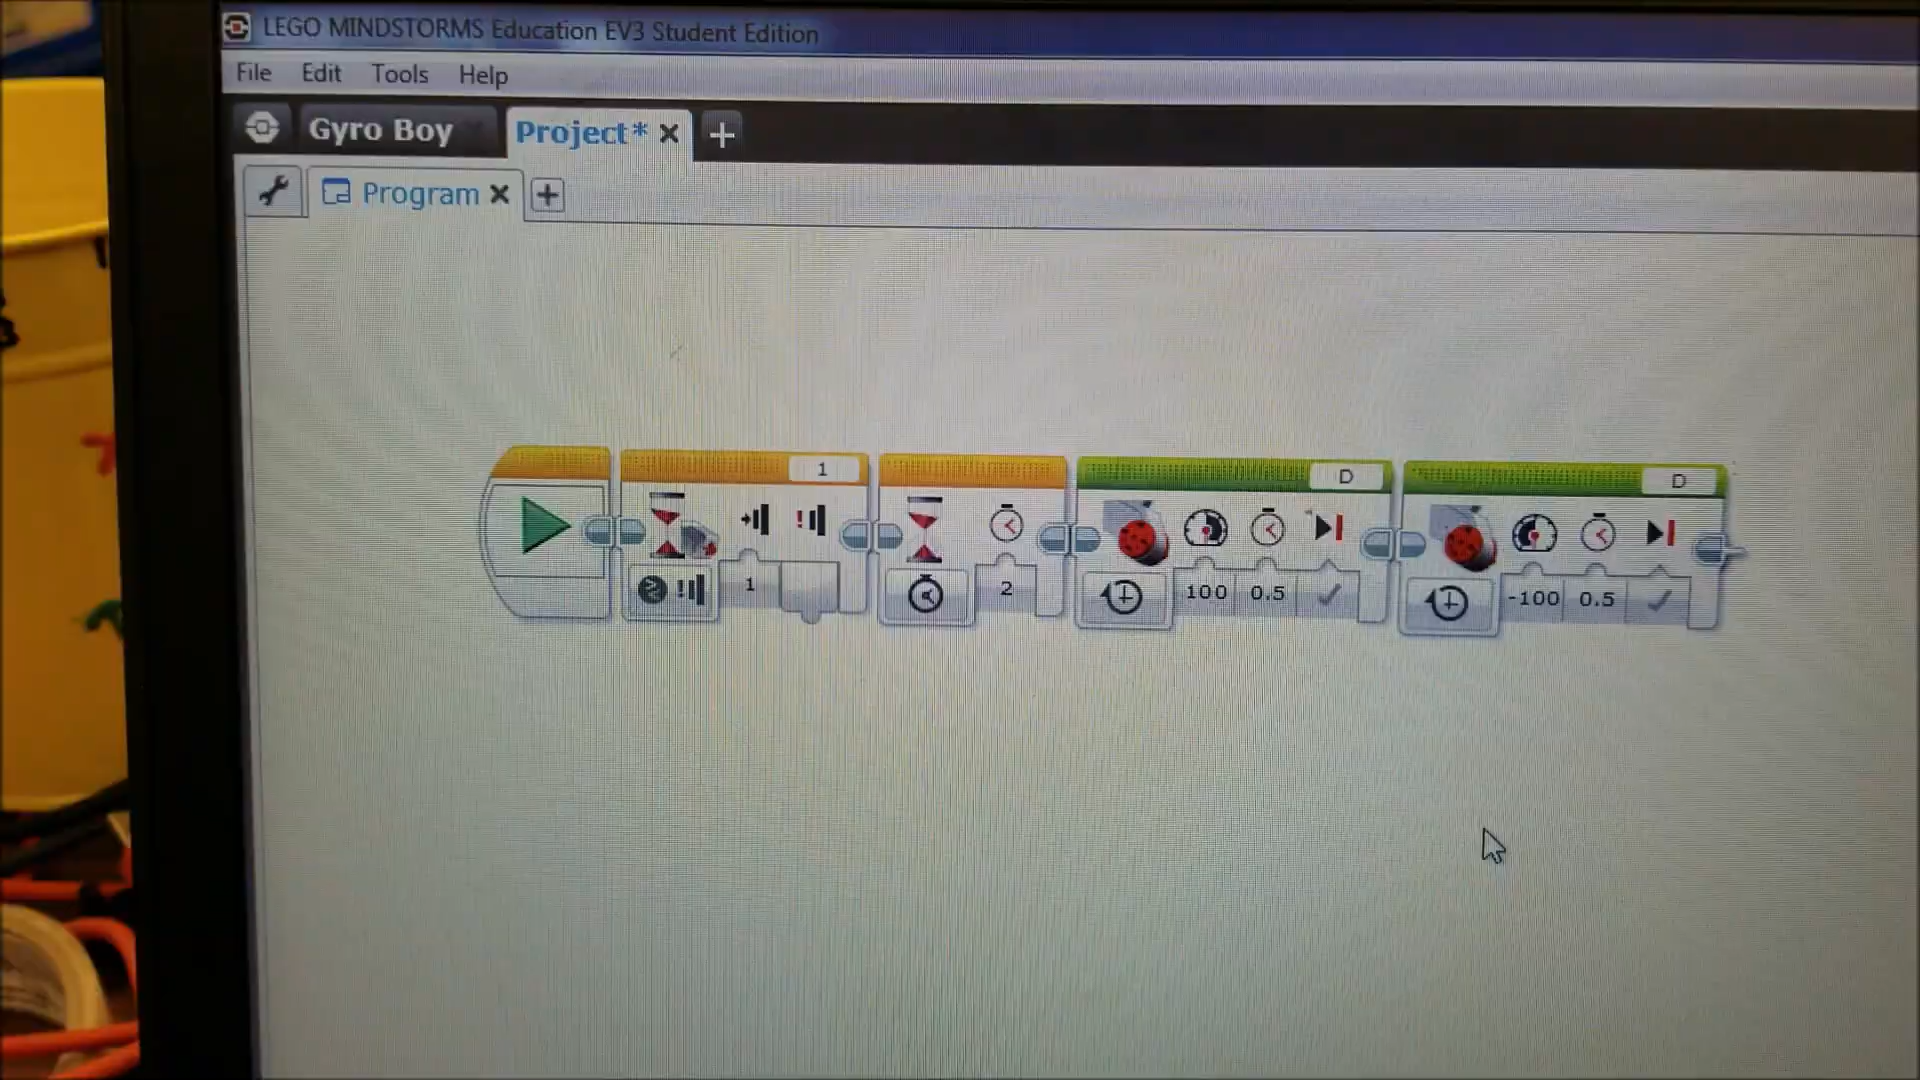 LEGO MINDSTORMS Education EV3 Student Edition
File Edit Tools Help
Gyro Boy Project* +
Program +
1 D D
1 2 100 0.5 -100 0.5